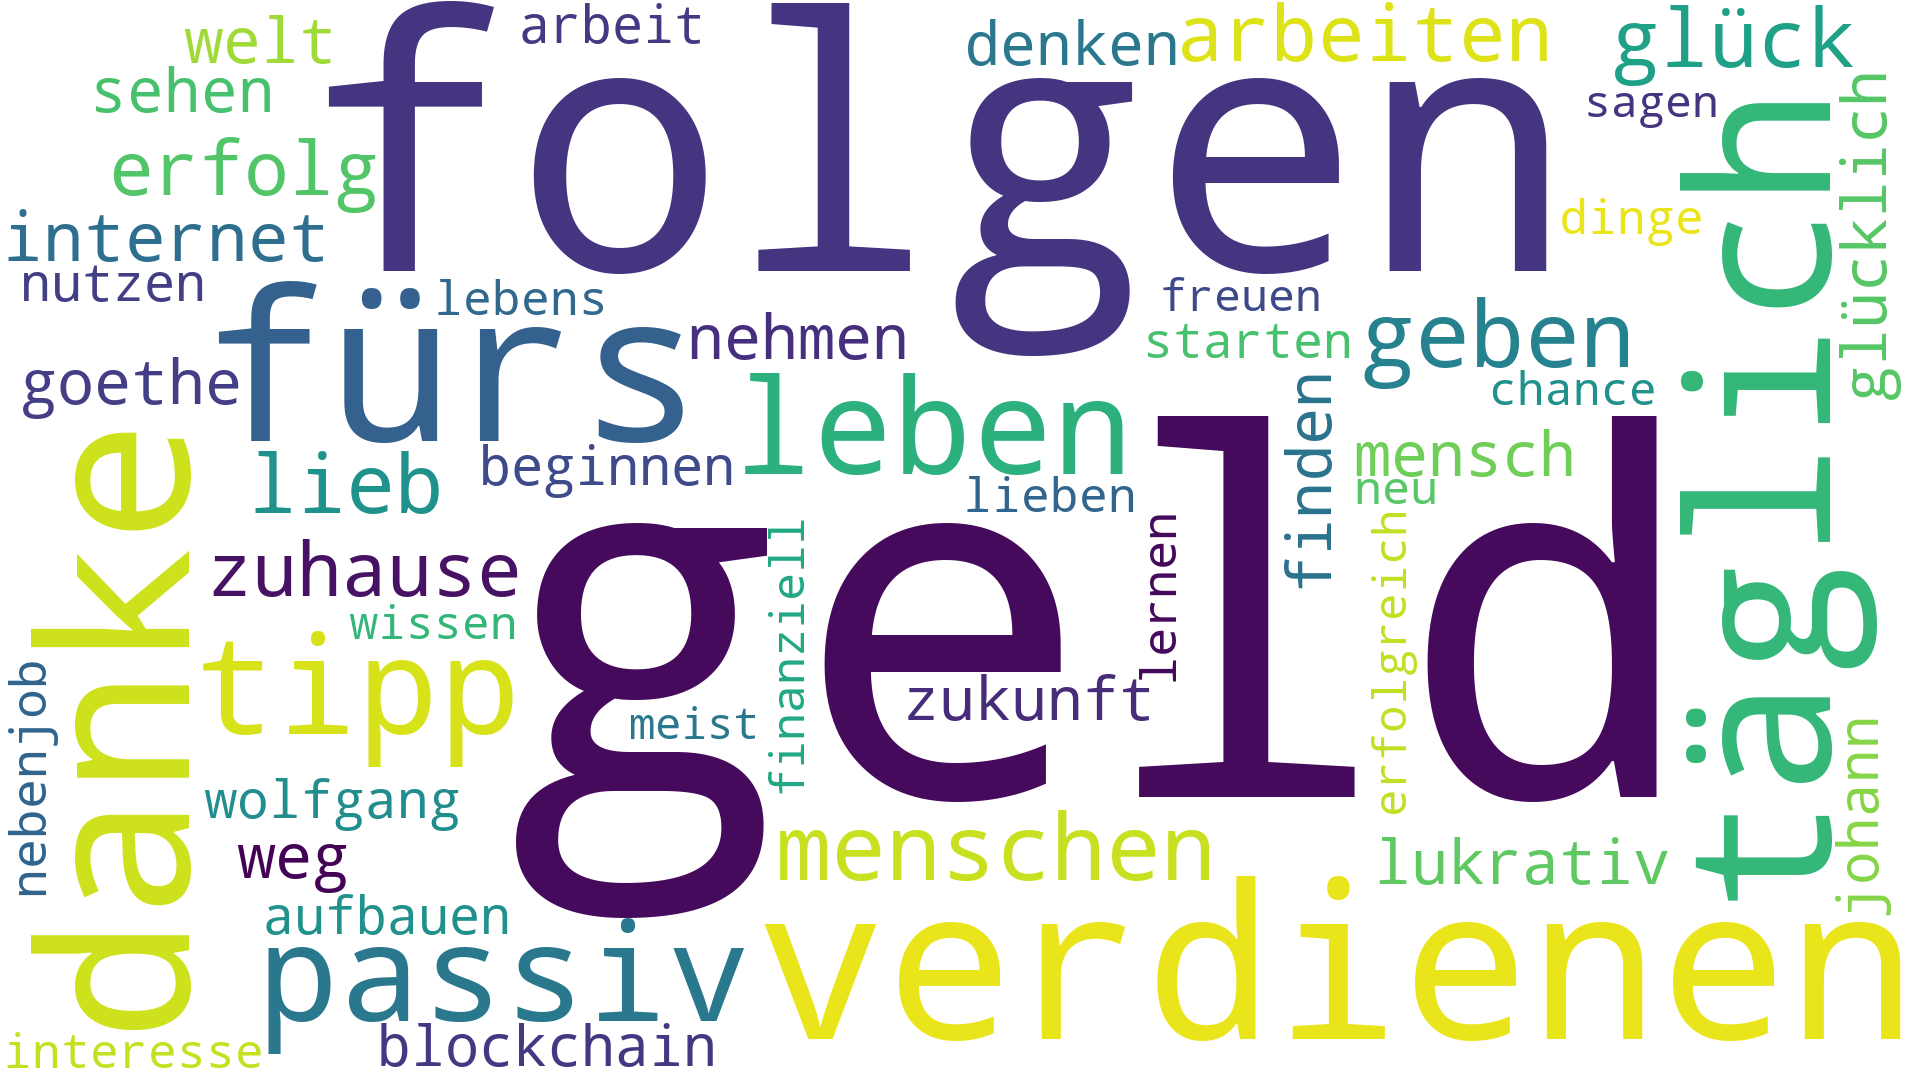 welt
arbeit
denken
arbeiten
glück
sehen
folgen
sagen
erfolg
internet
dinge
täglich
glücklich
nutzen
fürs
lebens
freuen
nehmen
starten
geben
goethe
leben
chance
danke
lieb
beginnen
lieben
finden
mensch
neu
zuhause
geld
finanziell
lernen
erfolgreich
wissen
tipp
nebenjob
meist
zukunft
johann
wolfgang
menschen
weg
lukrativ
aufbauen
passiv
verdienen
interesse
blockchain